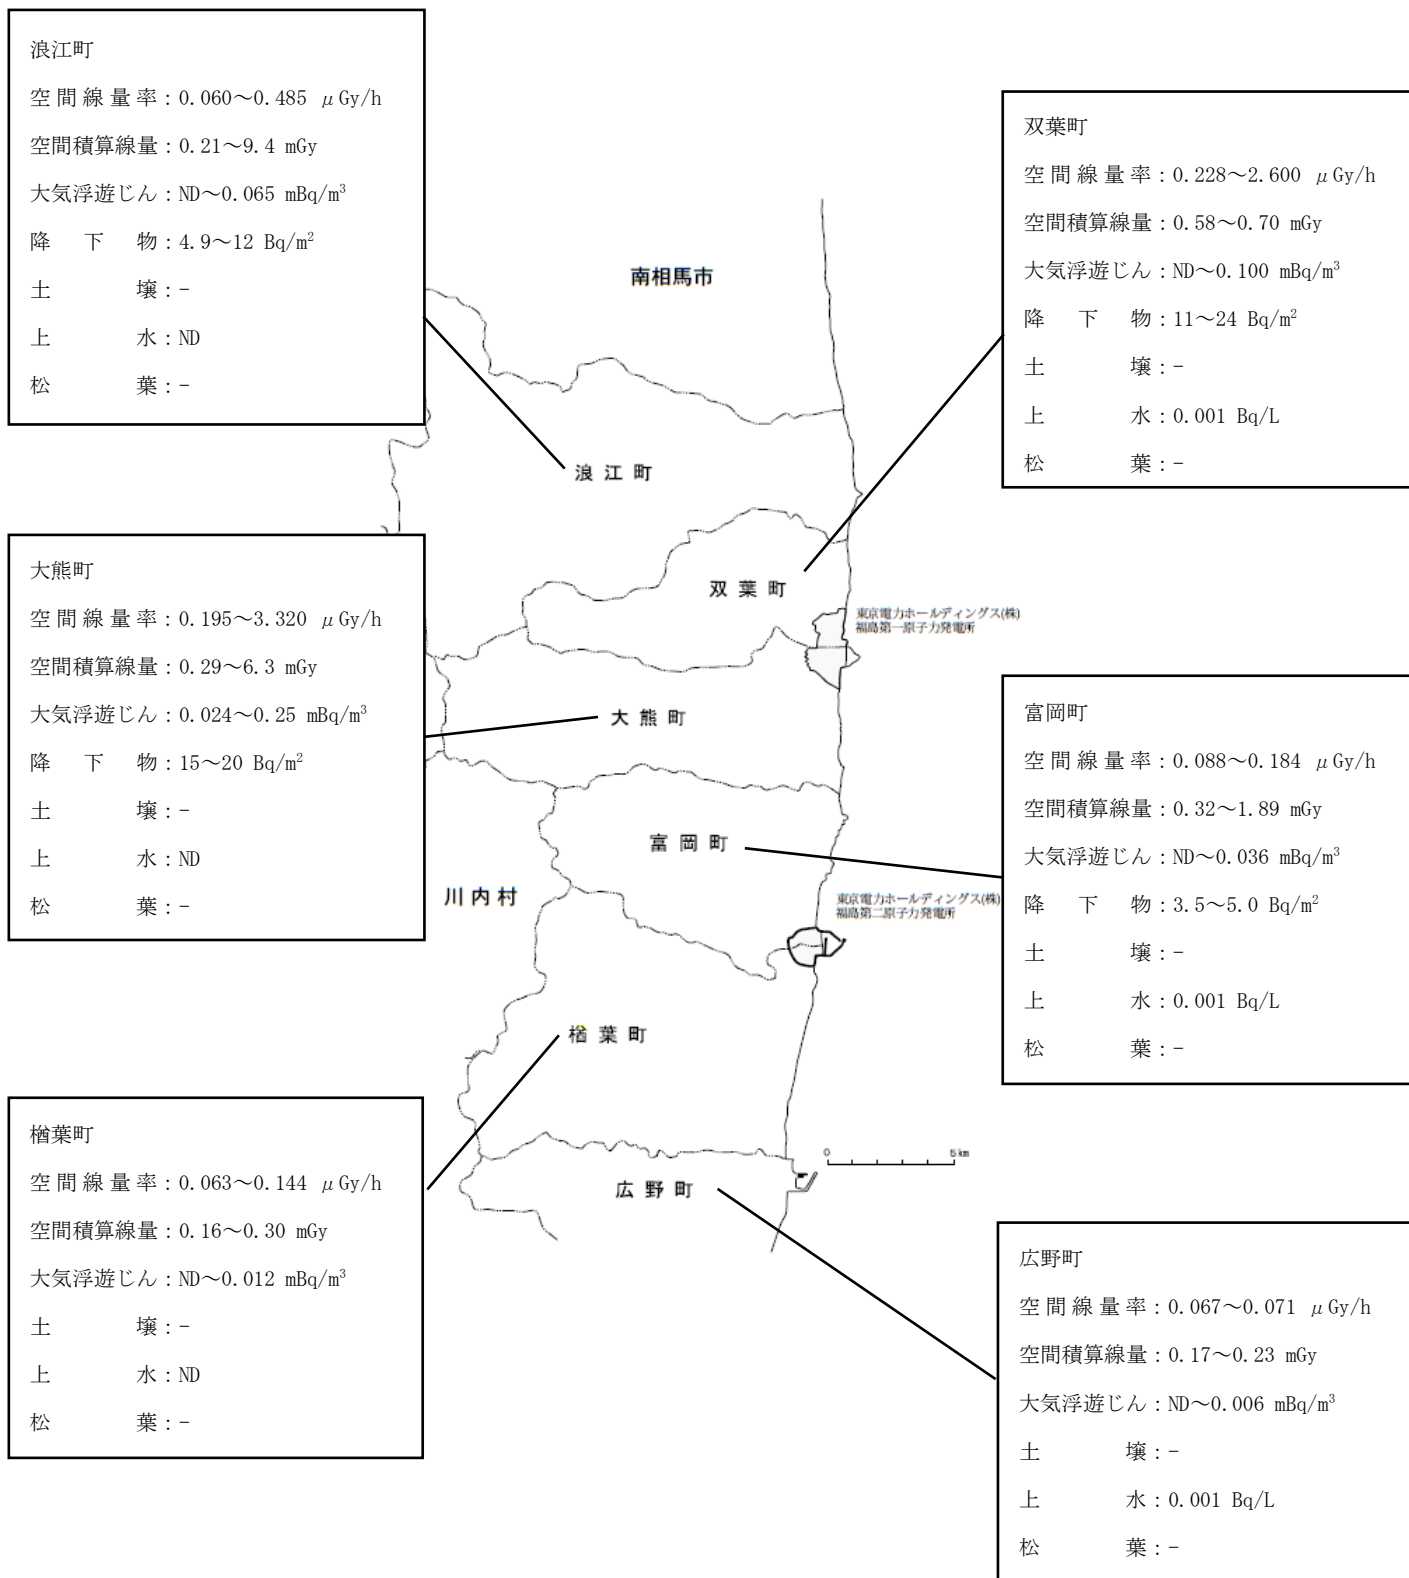 浪江町
空間線量率：0.060～0.485 μGy/h
空間積算線量：0.21～9.4 mGy
大気浮遊じん：ND～0.065 mBq/m³
降下物：4.9～12 Bq/m²
土壌：-
上水：ND
松葉：-
双葉町
空間線量率：0.228～2.600 μGy/h
空間積算線量：0.58～0.70 mGy
大気浮遊じん：ND～0.100 mBq/m³
降下物：11～24 Bq/m²
土壌：-
上水：0.001 Bq/L
松葉：-
南相馬市
浪江町
双葉町
東京電力ホールディングス(株)
福島第一原子力発電所
大熊町
空間線量率：0.195～3.320 μGy/h
空間積算線量：0.29～6.3 mGy
大気浮遊じん：0.024～0.25 mBq/m³
降下物：15～20 Bq/m²
土壌：-
上水：ND
松葉：-
大熊町
富岡町
空間線量率：0.088～0.184 μGy/h
空間積算線量：0.32～1.89 mGy
大気浮遊じん：ND～0.036 mBq/m³
降下物：3.5～5.0 Bq/m²
土壌：-
上水：0.001 Bq/L
松葉：-
富岡町
川内村
東京電力ホールディングス(株)
福島第二原子力発電所
楢葉町
楢葉町
空間線量率：0.063～0.144 μGy/h
空間積算線量：0.16～0.30 mGy
大気浮遊じん：ND～0.012 mBq/m³
土壌：-
上水：ND
松葉：-
0 5km
広野町
広野町
空間線量率：0.067～0.071 μGy/h
空間積算線量：0.17～0.23 mGy
大気浮遊じん：ND～0.006 mBq/m³
土壌：-
上水：0.001 Bq/L
松葉：-